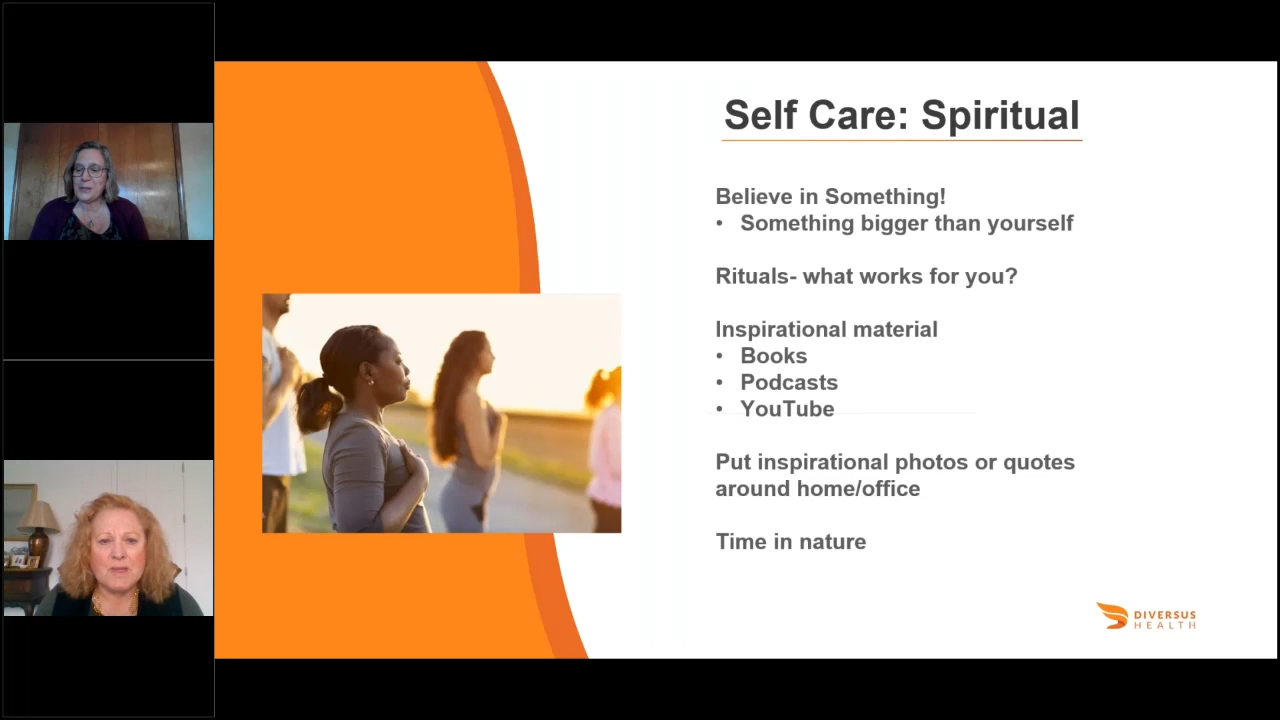 Self Care: Spiritual
Believe in Something!
• Something bigger than yourself
Rituals- what works for you?
Inspirational material
• Books
• Podcasts
• YouTube
Put inspirational photos or quotes
around home/office
Time in nature
DIVERSUS
HEALTH